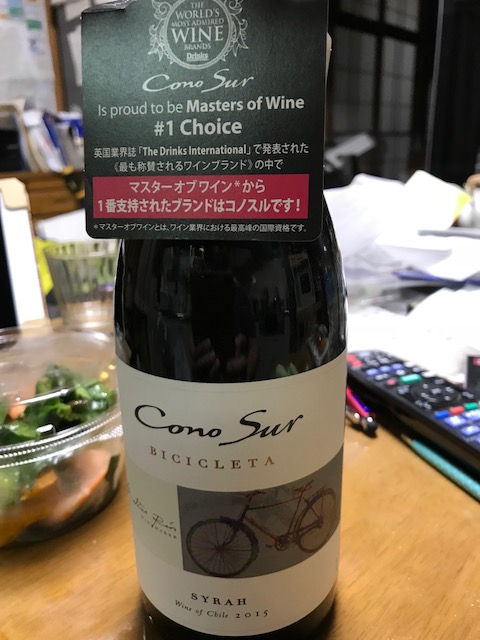 THE
WORLD'S
MOST ADMIRED
WINE
BRANDS
Drinks
Cono Sur
Is proud to be Masters of Wine
#1 Choice
英国業界誌「The Drinks International」で発表された
《最も称賛されるワインブランド》の中で
マスターオブワイン*から
1番支持されたブランドはコノスルです!
*マスターオブワインとは、ワイン業界における最高峰の国際資格です。
Cono Sur
BICICLETA
SYRAH
Wine of Chile 2015